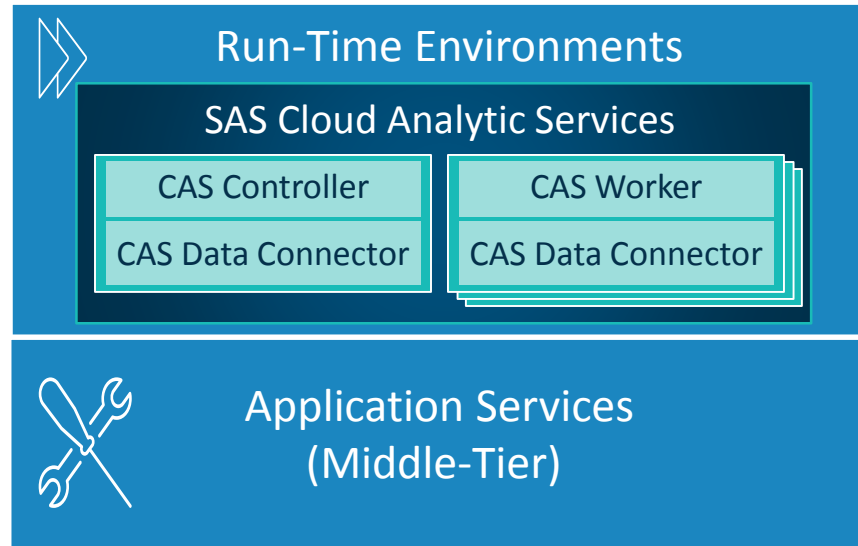 Run-Time Environments
SAS Cloud Analytic Services
CAS Controller
CAS Data Connector
CAS Worker
CAS Data Connector
Application Services
(Middle-Tier)